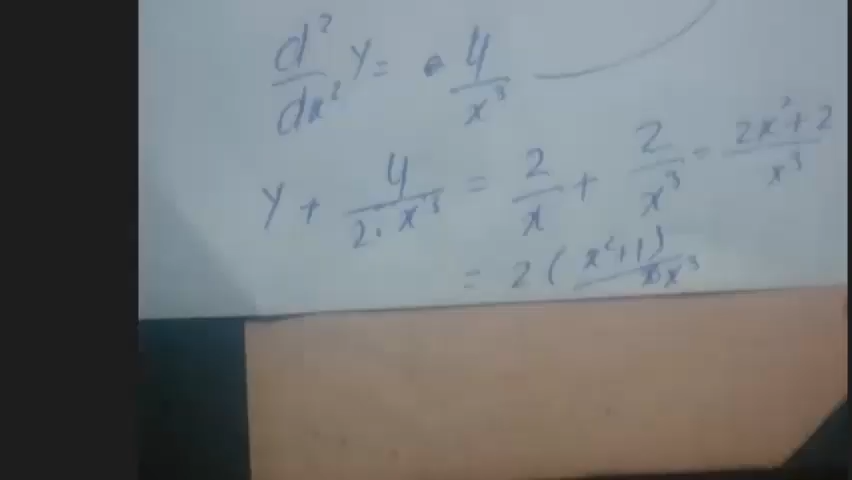 d²/dx² y = 4/x³
y + 4/(2·x³) = 2/x + 2/x³ = (2x²+2)/x³
= 2 (x²+1)/x³